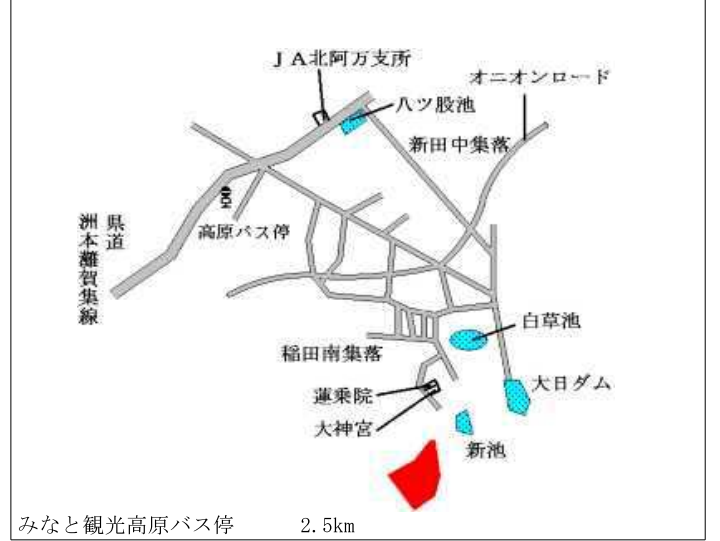 ＪＡ北阿万支所
オニオンロード
八ツ股池
新田中集落
県道
洲本灘賀集線
高原バス停
白草池
稲田南集落
大日ダム
蓮乗院
大神宮
新池
みなと観光高原バス停　2.5km